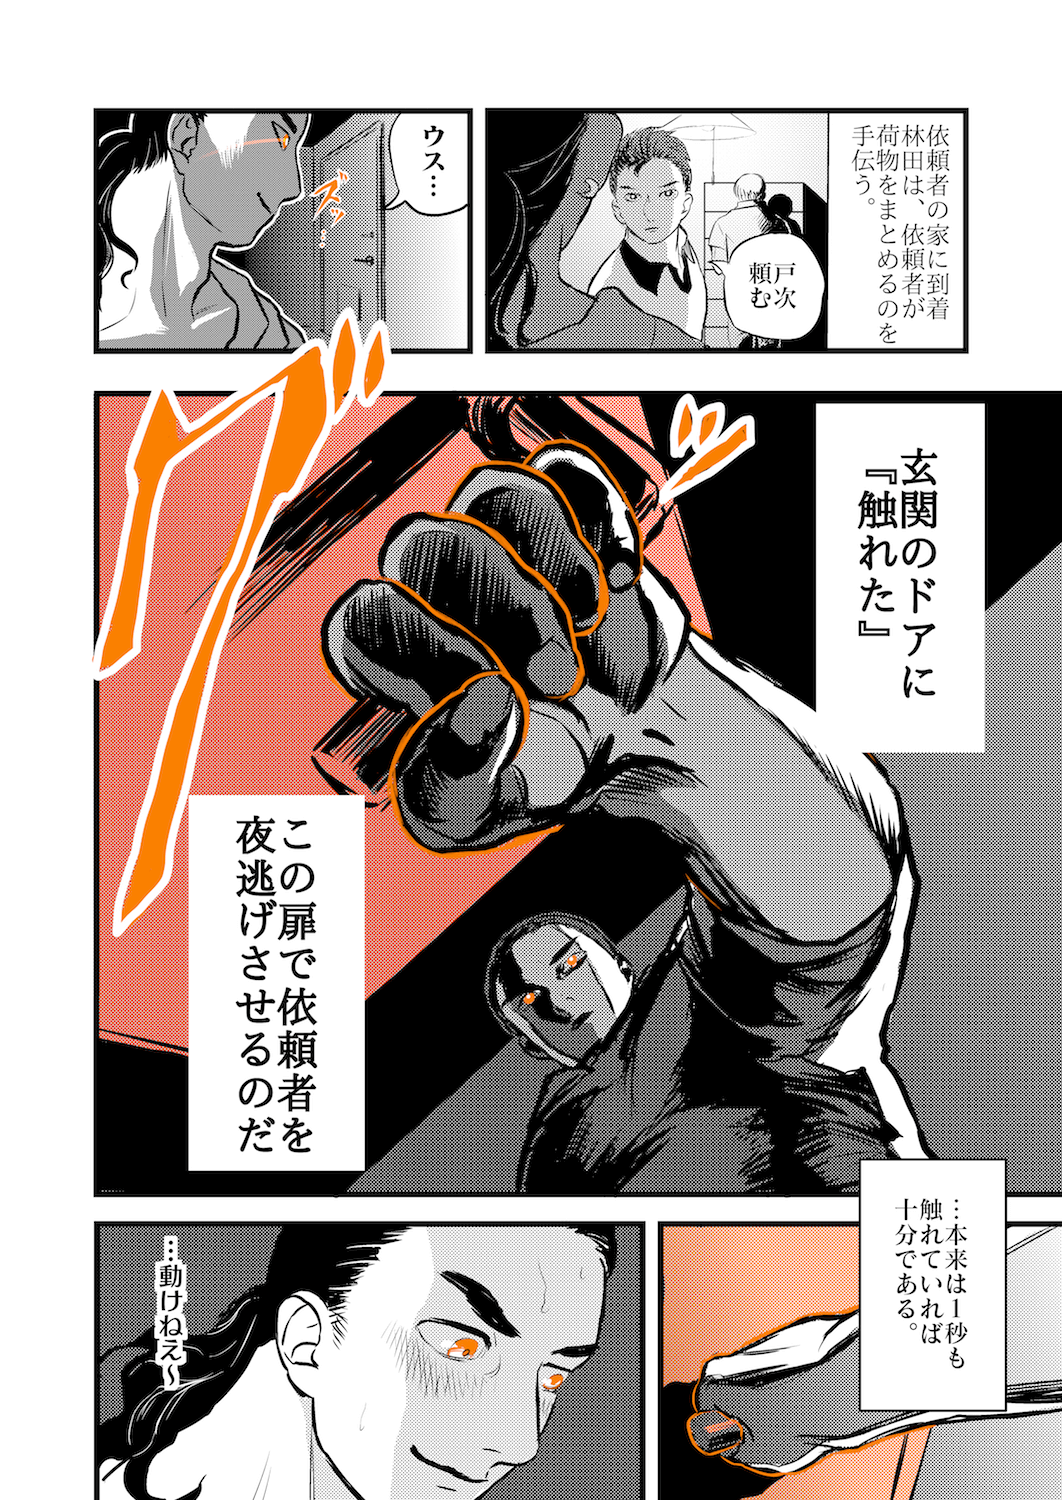 依頼者の家に到着
林田は、依頼者が
荷物をまとめるのを
手伝う。
戸次
頼む
ウス…
ズッ…
玄関のドアに
『触れた』
グッ
この扉で依頼者を
夜逃げさせるのだ
…本来は1秒も
触れていれば
十分である。
…動けねえ〜